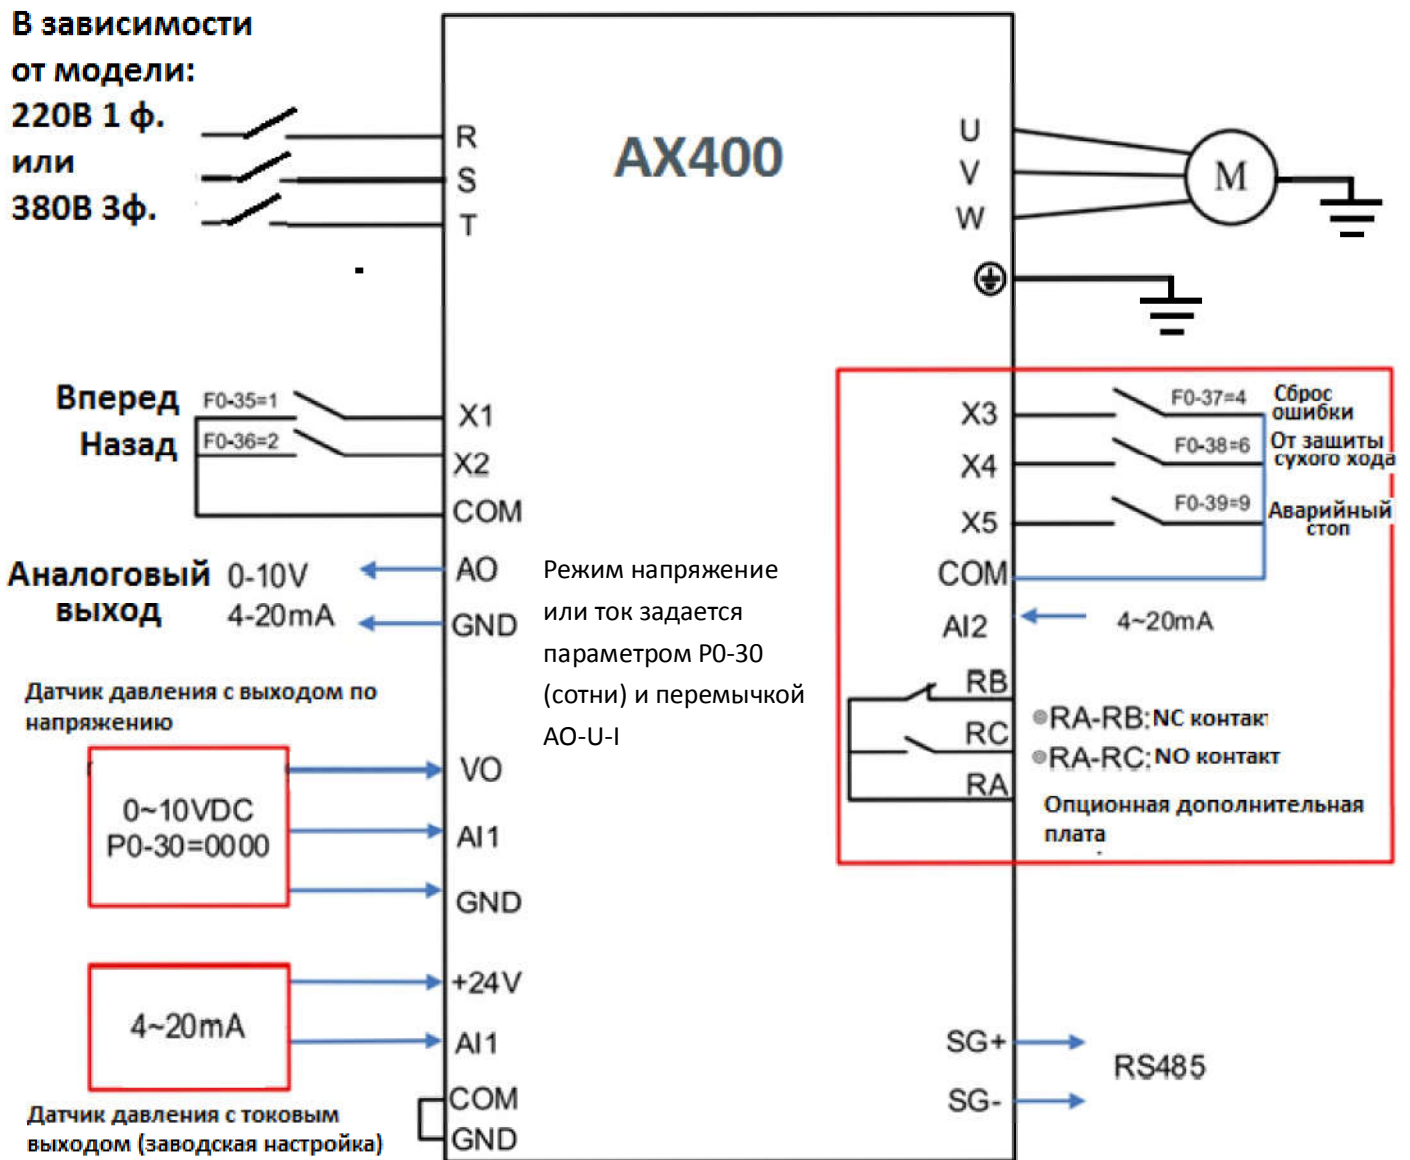 В зависимости
от модели:
220В 1 ф.
или
380В 3ф.
R
S
T
AX400
U
V
W
M
Вперед
F0-35=1
X1
Назад
F0-36=2
X2
COM
Аналоговый
выход
0-10V
4-20mA
AO
GND
Режим напряжение
или ток задается
параметром P0-30
(сотни) и перемычкой
AO-U-I
Датчик давления с выходом по
напряжению
0~10VDC
P0-30=0000
VO
AI1
GND
4~20mA
+24V
AI1
COM
GND
Датчик давления с токовым
выходом (заводская настройка)
X3
F0-37=4
Сброс
ошибки
X4
F0-38=6
От защиты
сухого хода
X5
F0-39=9
Аварийный
стоп
COM
AI2
4~20mA
RB
RC
RA
RA-RB: NC контакт
RA-RC: NO контакт
Опционная дополнительная
плата
SG+
SG-
RS485